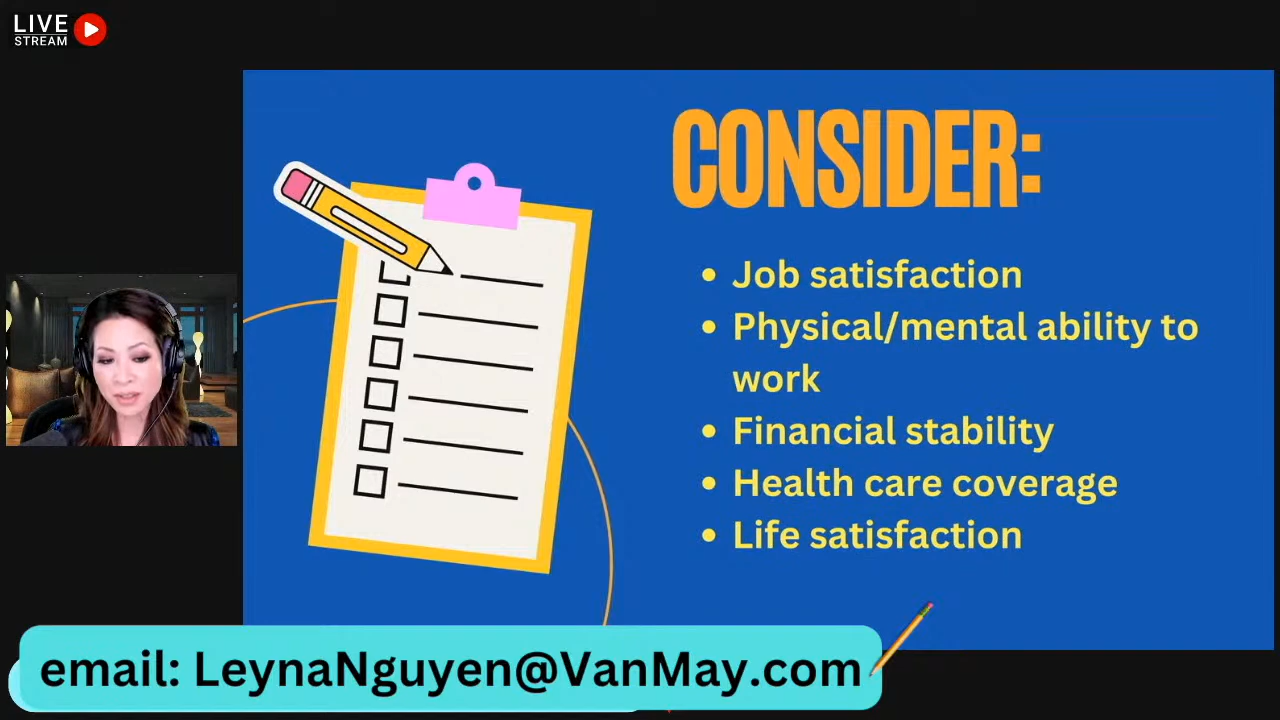 LIVE
STREAM
CONSIDER:
• Job satisfaction
• Physical/mental ability to
work
• Financial stability
• Health care coverage
• Life satisfaction
email: LeynaNguyen@VanMay.com